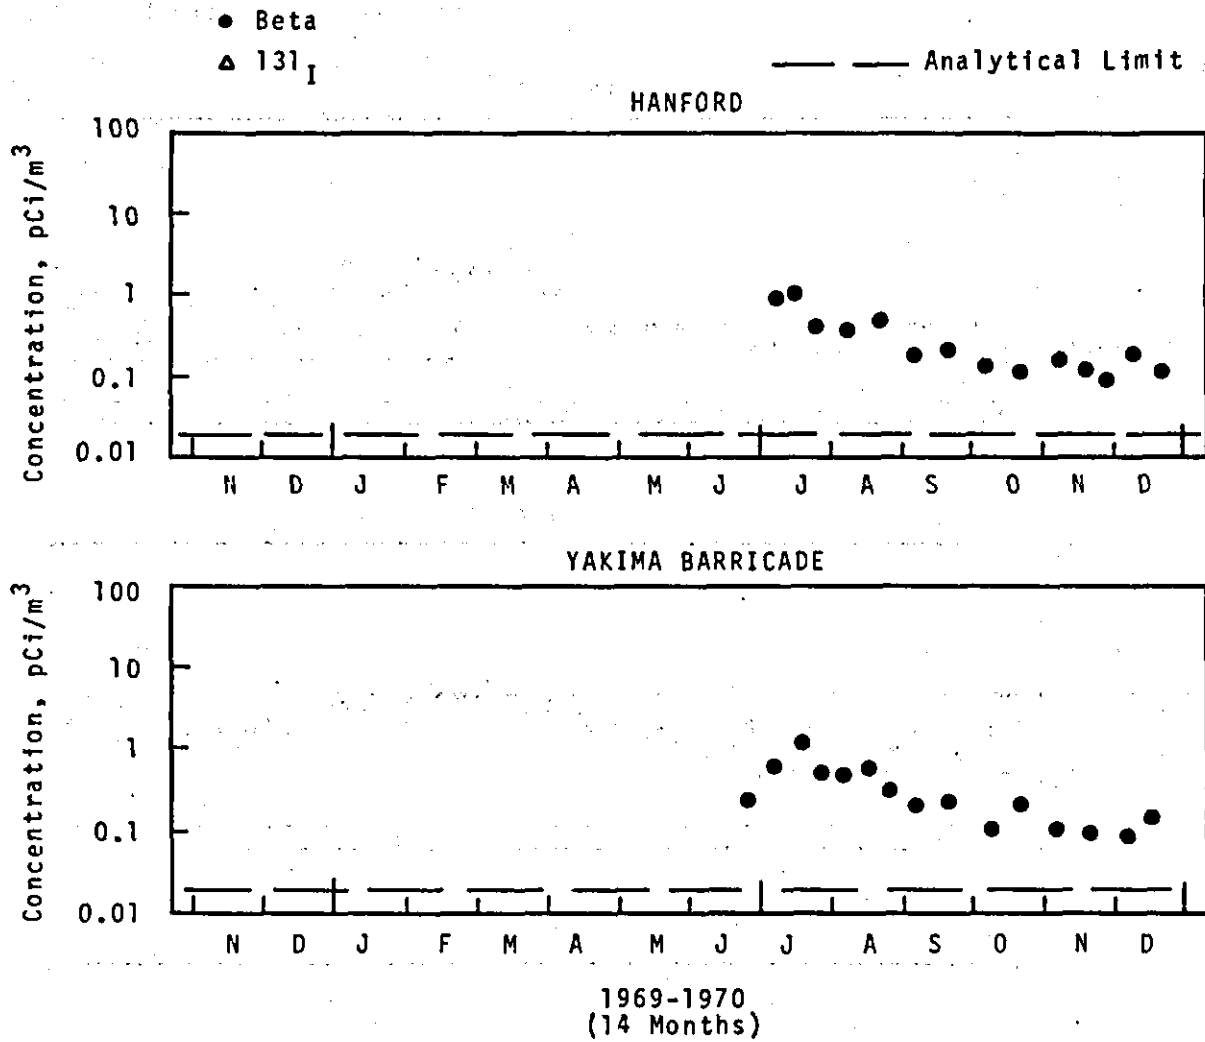 ● Beta
Δ 131I
— — Analytical Limit
HANFORD
Concentration, pCi/m³
100
10
1
0.1
0.01
N D J F M A M J J A S O N D
YAKIMA BARRICADE
Concentration, pCi/m³
100
10
1
0.1
0.01
N D J F M A M J J A S O N D
1969-1970
(14 Months)